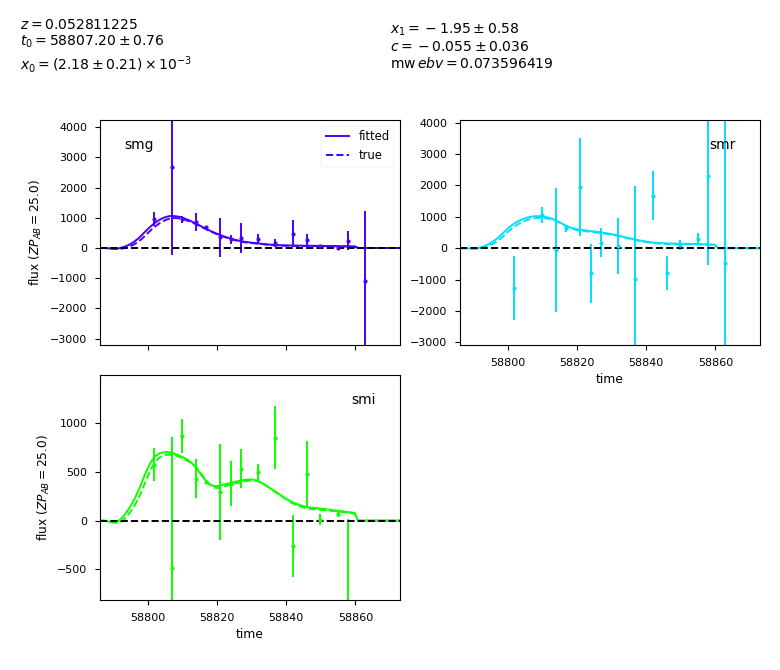 z = 0.052811225
t₀ = 58807.20 ± 0.76
x₀ = (2.18 ± 0.21) × 10⁻³
x₁ = −1.95 ± 0.58
c = −0.055 ± 0.036
mw ebv = 0.073596419
smg
fitted
true
4000
3000
2000
1000
0
−1000
−2000
−3000
flux (ZP_AB = 25.0)
smr
4000
3000
2000
1000
0
−1000
−2000
−3000
58800
58820
58840
58860
time
smi
1000
500
0
−500
flux (ZP_AB = 25.0)
58800
58820
58840
58860
time